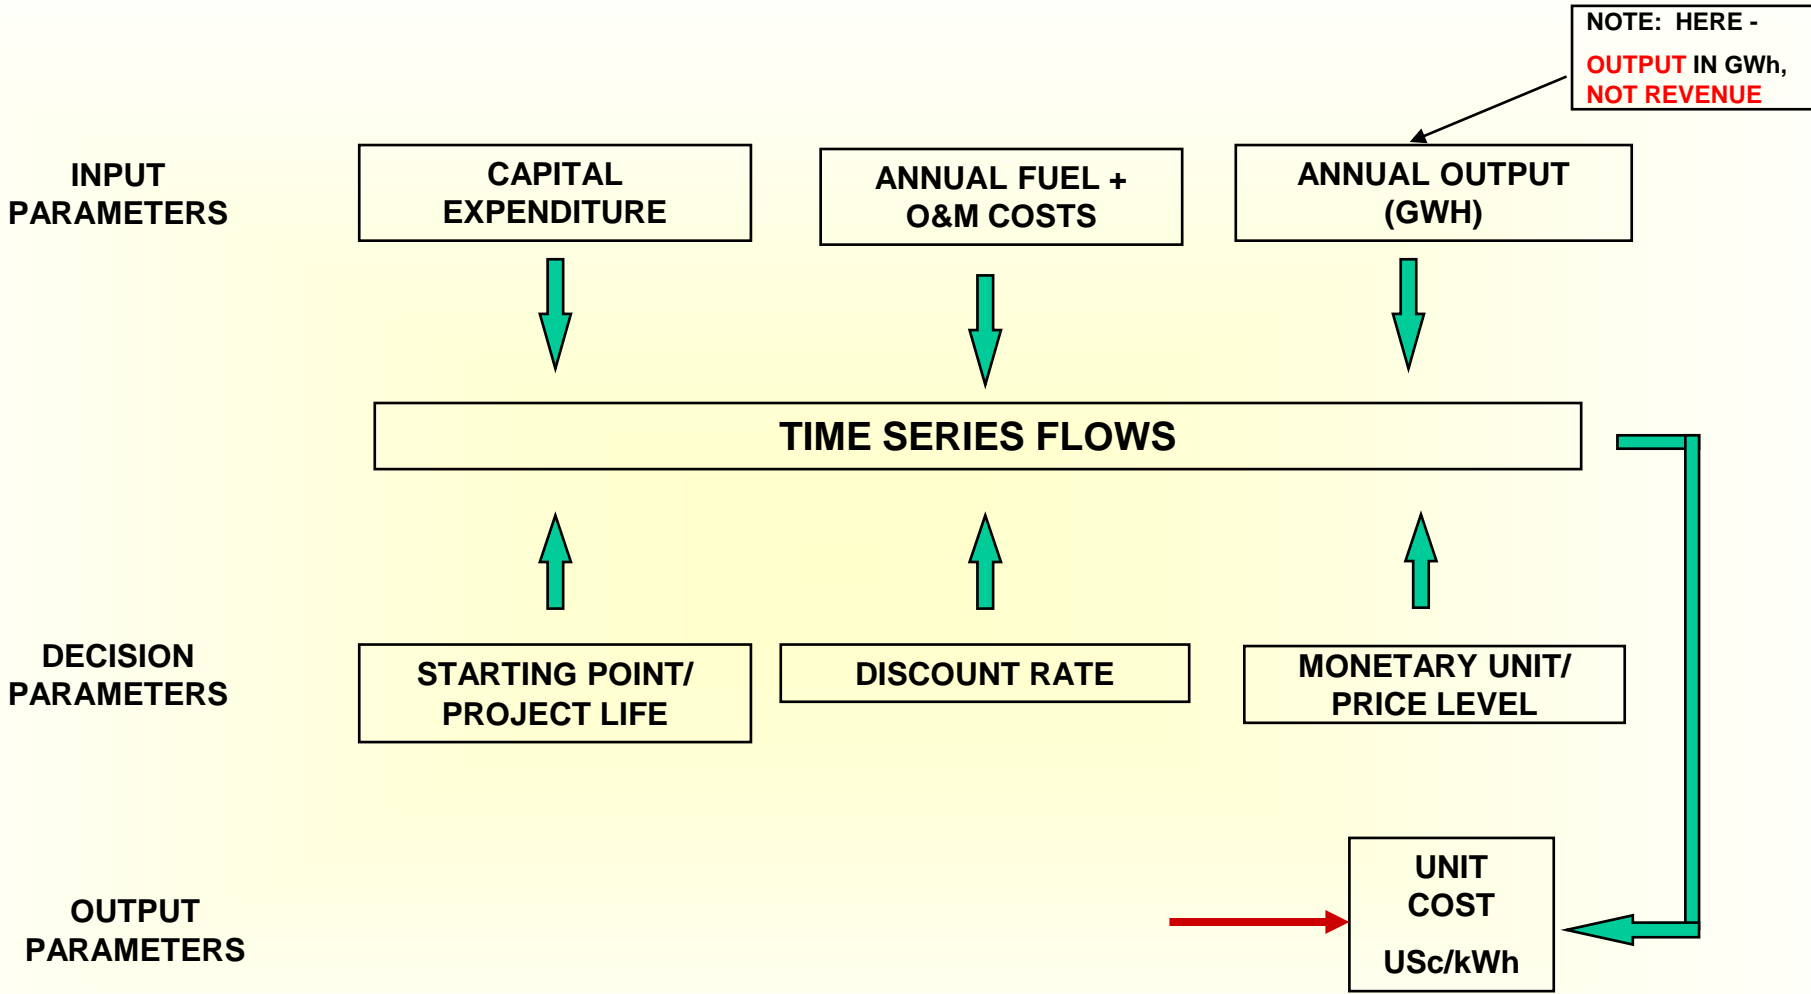 NOTE: HERE -
OUTPUT IN GWh,
NOT REVENUE
INPUT
PARAMETERS
CAPITAL
EXPENDITURE
ANNUAL FUEL +
O&M COSTS
ANNUAL OUTPUT
(GWH)
TIME SERIES FLOWS
DECISION
PARAMETERS
STARTING POINT/
PROJECT LIFE
DISCOUNT RATE
MONETARY UNIT/
PRICE LEVEL
OUTPUT
PARAMETERS
UNIT
COST
USc/kWh